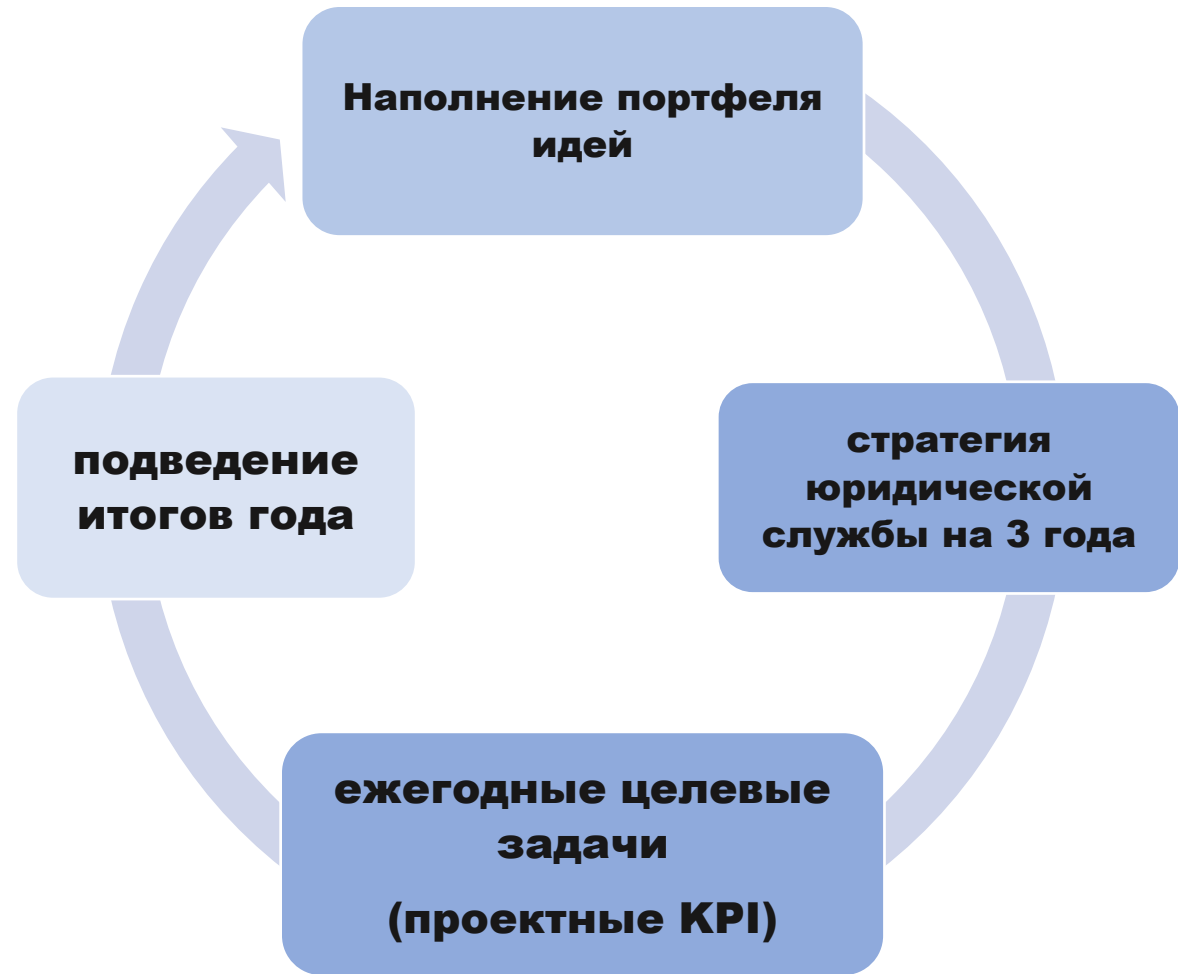 Наполнение портфеля
идей
стратегия
юридической
службы на 3 года
ежегодные целевые
задачи
(проектные KPI)
подведение
итогов года